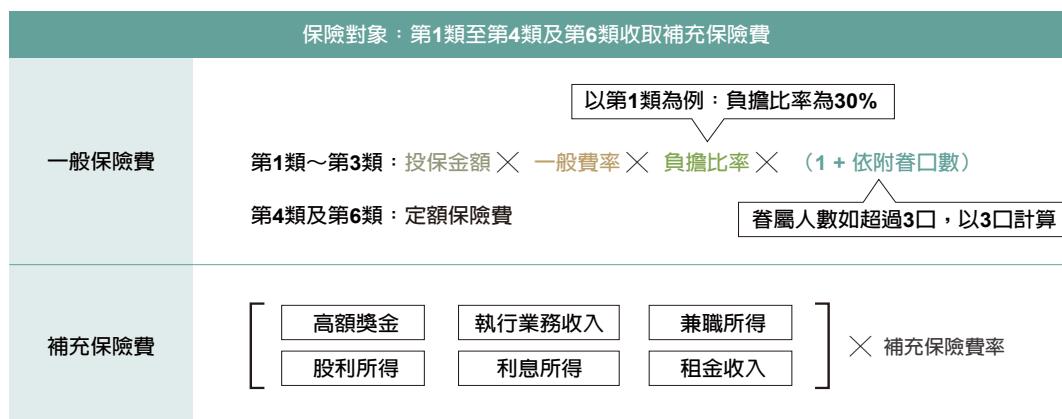 保險對象：第1類至第4類及第6類收取補充保險費
以第1類為例：負擔比率為30%
一般保險費
第1類～第3類：投保金額╳ 一般費率╳ 負擔比率╳ （1 + 依附眷口數）
第4類及第6類：定額保險費
眷屬人數如超過3口，以3口計算
高額獎金 執行業務收入 兼職所得
補充保險費
╳ 補充保險費率
股利所得 利息所得 租金收入